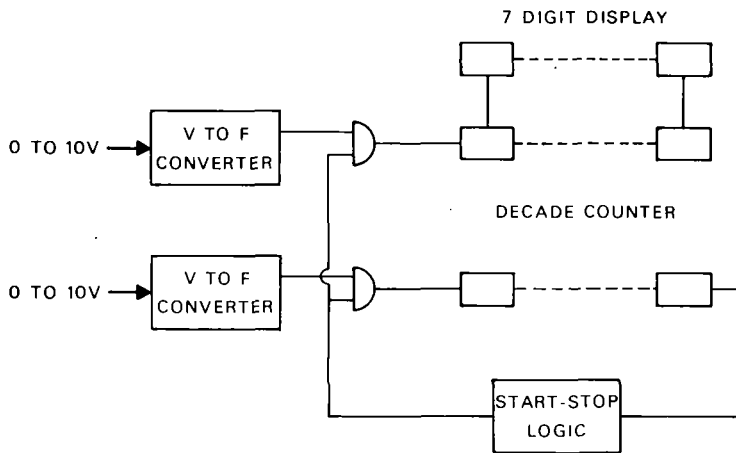 7 DIGIT DISPLAY
0 TO 10V
V TO F
CONVERTER
DECADE COUNTER
0 TO 10V
V TO F
CONVERTER
START-STOP
LOGIC